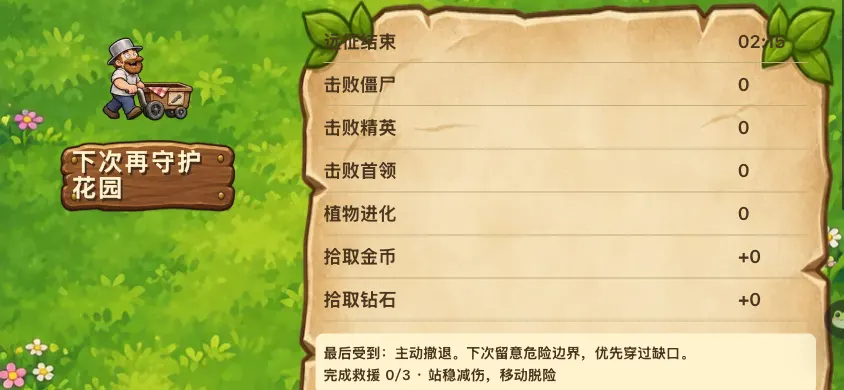 下次再守护
花园
远征结束 02:15
击败僵尸 0
击败精英 0
击败首领 0
植物进化 0
拾取金币 +0
拾取钻石 +0
最后受到：主动撤退。下次留意危险边界，优先穿过缺口。
完成救援 0/3 · 站稳减伤，移动脱险